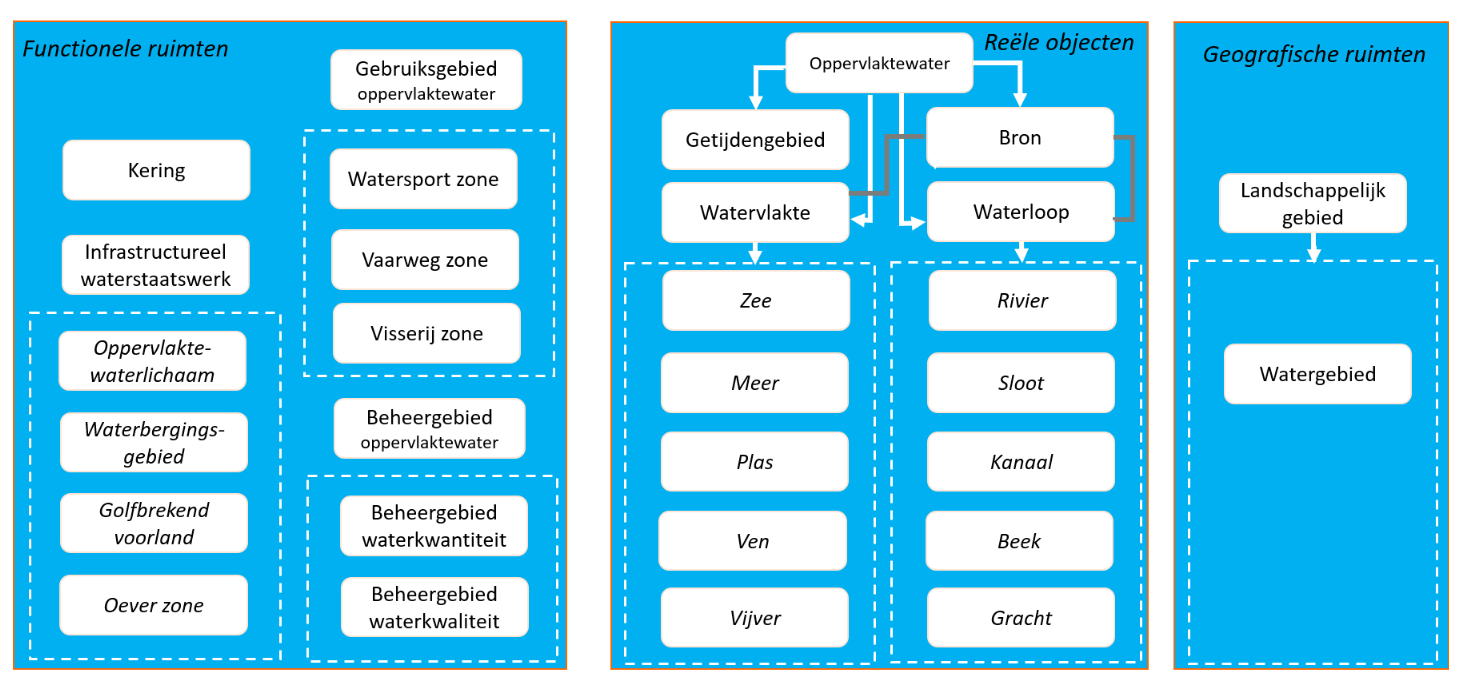 Functionele ruimten
Gebruiksgebied
oppervlaktewater
Kering
Watersport zone
Infrastructureel
waterstaatswerk
Vaarweg zone
Visserij zone
Oppervlakte-
waterlichaam
Waterbergings-
gebied
Golfbrekend
voorland
Oever zone
Beheergebied
oppervlaktewater
Beheergebied
waterkwantiteit
Beheergebied
waterkwaliteit
Reële objecten
Oppervlaktewater
Getijdengebied
Bron
Watervlakte
Waterloop
Zee
Rivier
Meer
Sloot
Plas
Kanaal
Ven
Beek
Vijver
Gracht
Geografische ruimten
Landschappelijk
gebied
Watergebied